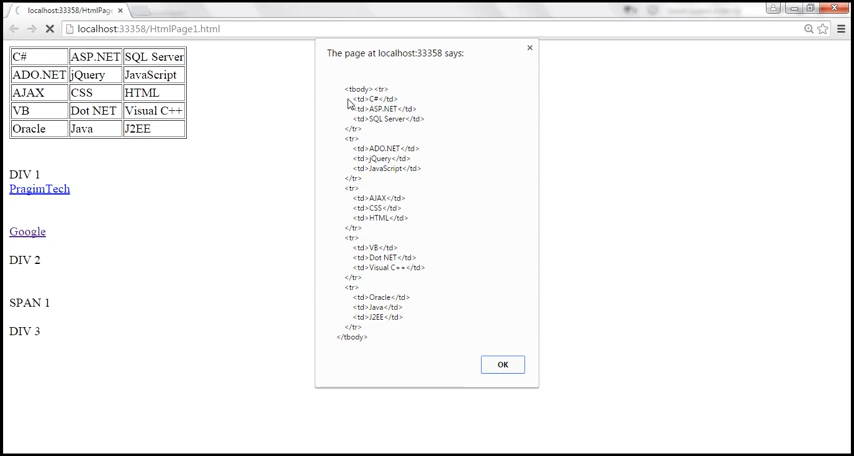 localhost:33358/HtmlPage
localhost:33358/HtmlPage1.html
C# ASP.NET SQL Server
ADO.NET jQuery JavaScript
AJAX CSS HTML
VB Dot NET Visual C++
Oracle Java J2EE
DIV 1
PragimTech
Google
DIV 2
SPAN 1
DIV 3
The page at localhost:33358 says:
<tbody><tr>
<td>C#</td>
<td>ASP.NET</td>
<td>SQL Server</td>
</tr>
<tr>
<td>ADO.NET</td>
<td>jQuery</td>
<td>JavaScript</td>
</tr>
<tr>
<td>AJAX</td>
<td>CSS</td>
<td>HTML</td>
</tr>
<tr>
<td>VB</td>
<td>Dot NET</td>
<td>Visual C++</td>
</tr>
<tr>
<td>Oracle</td>
<td>Java</td>
<td>J2EE</td>
</tr>
</tbody>
OK